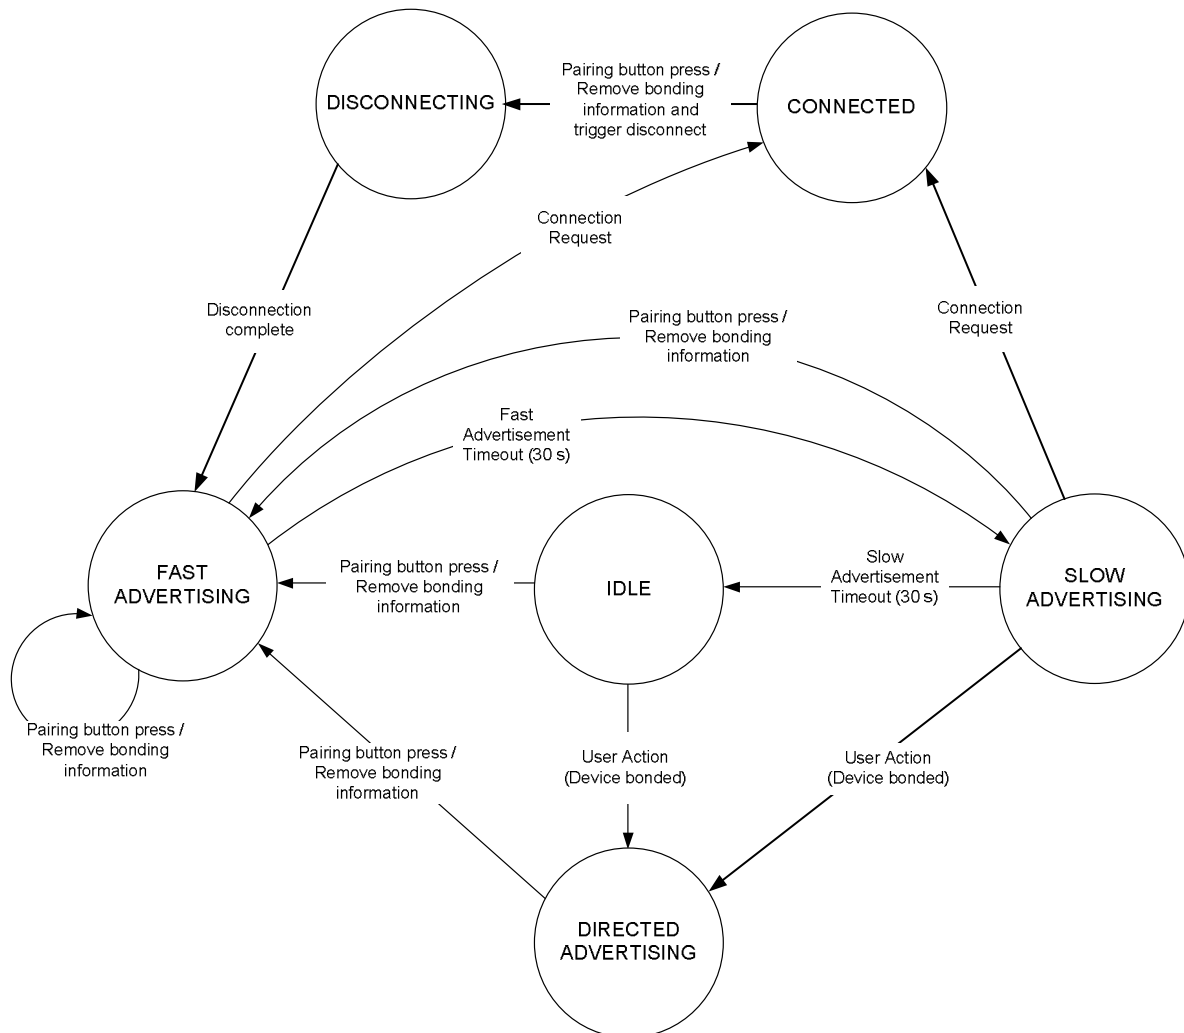 DISCONNECTING
Pairing button press /
Remove bonding
information and
trigger disconnect
CONNECTED
Connection
Request
Disconnection
complete
Pairing button press /
Remove bonding
information
Connection
Request
Fast
Advertisement
Timeout (30 s)
FAST
ADVERTISING
Pairing button press /
Remove bonding
information
IDLE
Slow
Advertisement
Timeout (30 s)
SLOW
ADVERTISING
Pairing button press /
Remove bonding
information
Pairing button press /
Remove bonding
information
User Action
(Device bonded)
User Action
(Device bonded)
DIRECTED
ADVERTISING